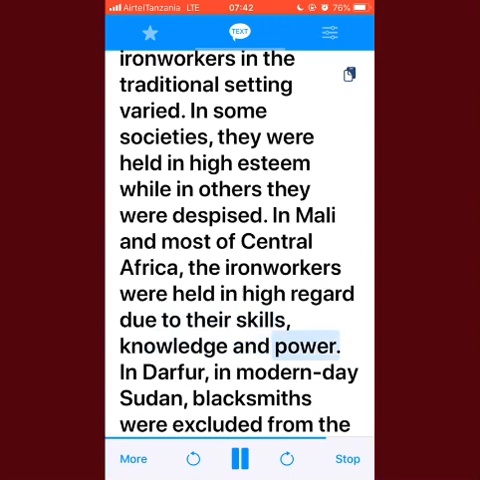 AirtelTanzania LTE 07:42 76%
TEXT
ironworkers in the
traditional setting
varied. In some
societies, they were
held in high esteem
while in others they
were despised. In Mali
and most of Central
Africa, the ironworkers
were held in high regard
due to their skills,
knowledge and power.
In Darfur, in modern-day
Sudan, blacksmiths
were excluded from the
More Stop